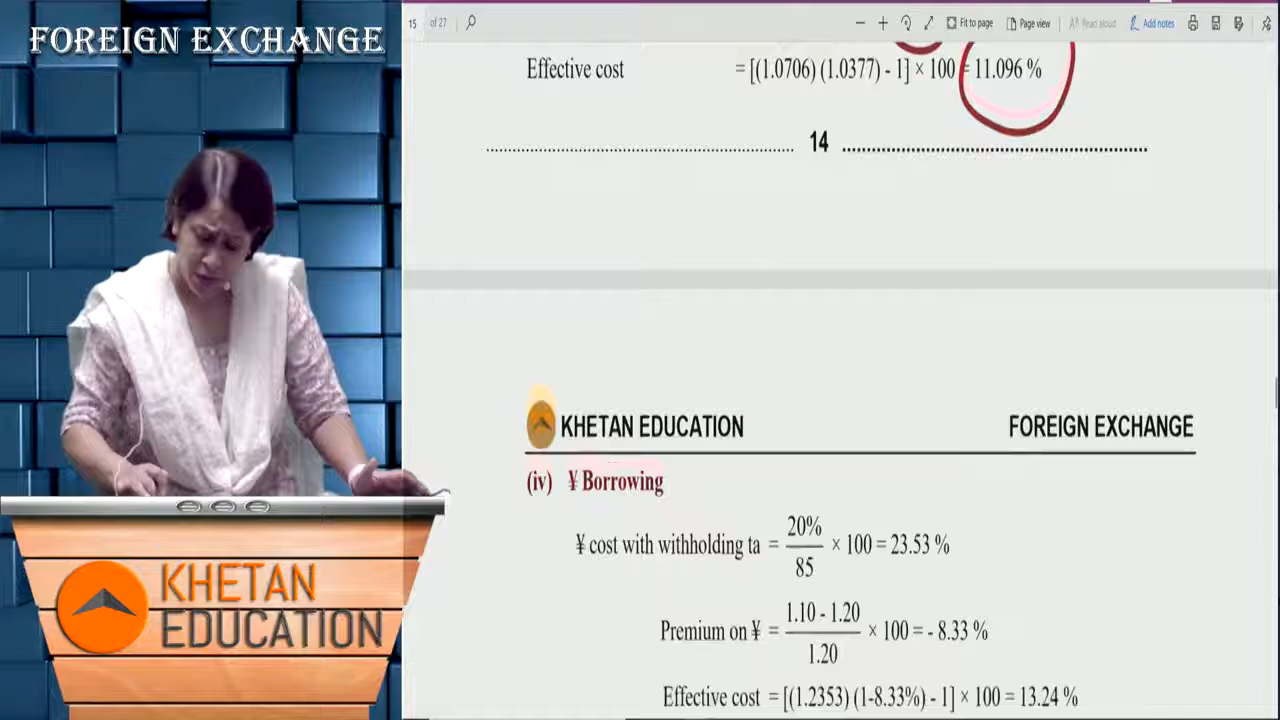 FOREIGN EXCHANGE
15 of 27
Fit to page
Page view
Read aloud
Add notes
Effective cost = [(1.0706) (1.0377) - 1] × 100 = 11.096 %
14
KHETAN EDUCATION FOREIGN EXCHANGE
(iv) ¥ Borrowing
¥ cost with withholding ta = 20% / 85 × 100 = 23.53 %
Premium on ¥ = 1.10 - 1.20 / 1.20 × 100 = - 8.33 %
Effective cost = [(1.2353) (1-8.33%) - 1] × 100 = 13.24 %
KHETAN
EDUCATION